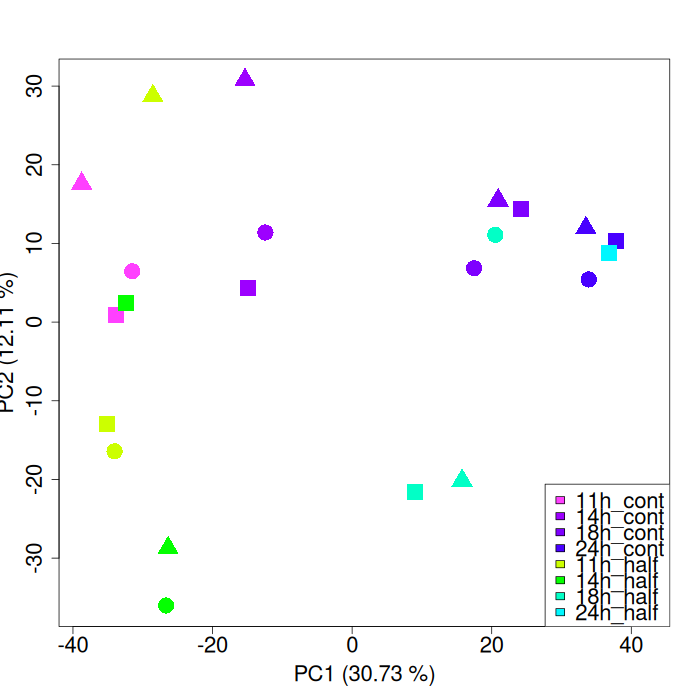 30
20
10
0
-10
-20
-30
PC2 (12.11 %)
-40
-20
0
20
40
PC1 (30.73 %)
11h_cont
14h_cont
18h_cont
24h_cont
11h_half
14h_half
18h_half
24h_half